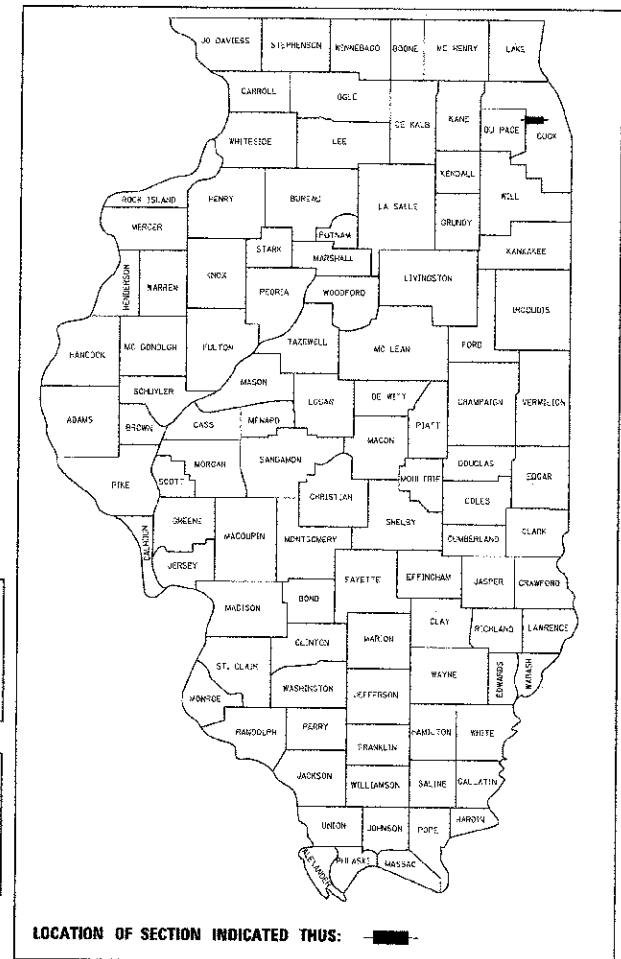 JO DAVIESS STEPHENSON WINNEBAGO BOONE MC HENRY LAKE
CARROLL OGLE
DE KALB KANE DU PAGE COOK
WHITESIDE LEE
KENDALL
ROCK ISLAND HENRY BUREAU LA SALLE GRUNDY WILL
MERCER PUTNAM
STARK MARSHALL KANKAKEE
HENDERSON WARREN KNOX PEORIA WOODFORD LIVINGSTON IROQUOIS
HANCOCK MC DONOUGH FULTON TAZEWELL MC LEAN FORD
SCHUYLER MASON DE WITT CHAMPAIGN VERMILION
ADAMS BROWN CASS MENARD LOGAN PIATT
MACON
MORGAN SANGAMON DOUGLAS
PIKE SCOTT CHRISTIAN MOULTRIE COLES EDGAR
CALHOUN GREENE MACOUPIN MONTGOMERY SHELBY CUMBERLAND CLARK
JERSEY FAYETTE EFFINGHAM JASPER CRAWFORD
MADISON BOND CLAY RICHLAND LAWRENCE
CLINTON MARION
ST. CLAIR WAYNE EDWARDS WABASH
MONROE WASHINGTON JEFFERSON
RANDOLPH PERRY HAMILTON WHITE
FRANKLIN
JACKSON WILLIAMSON SALINE GALLATIN
UNION JOHNSON POPE HARDIN
ALEXANDER PULASKI MASSAC
LOCATION OF SECTION INDICATED THUS: